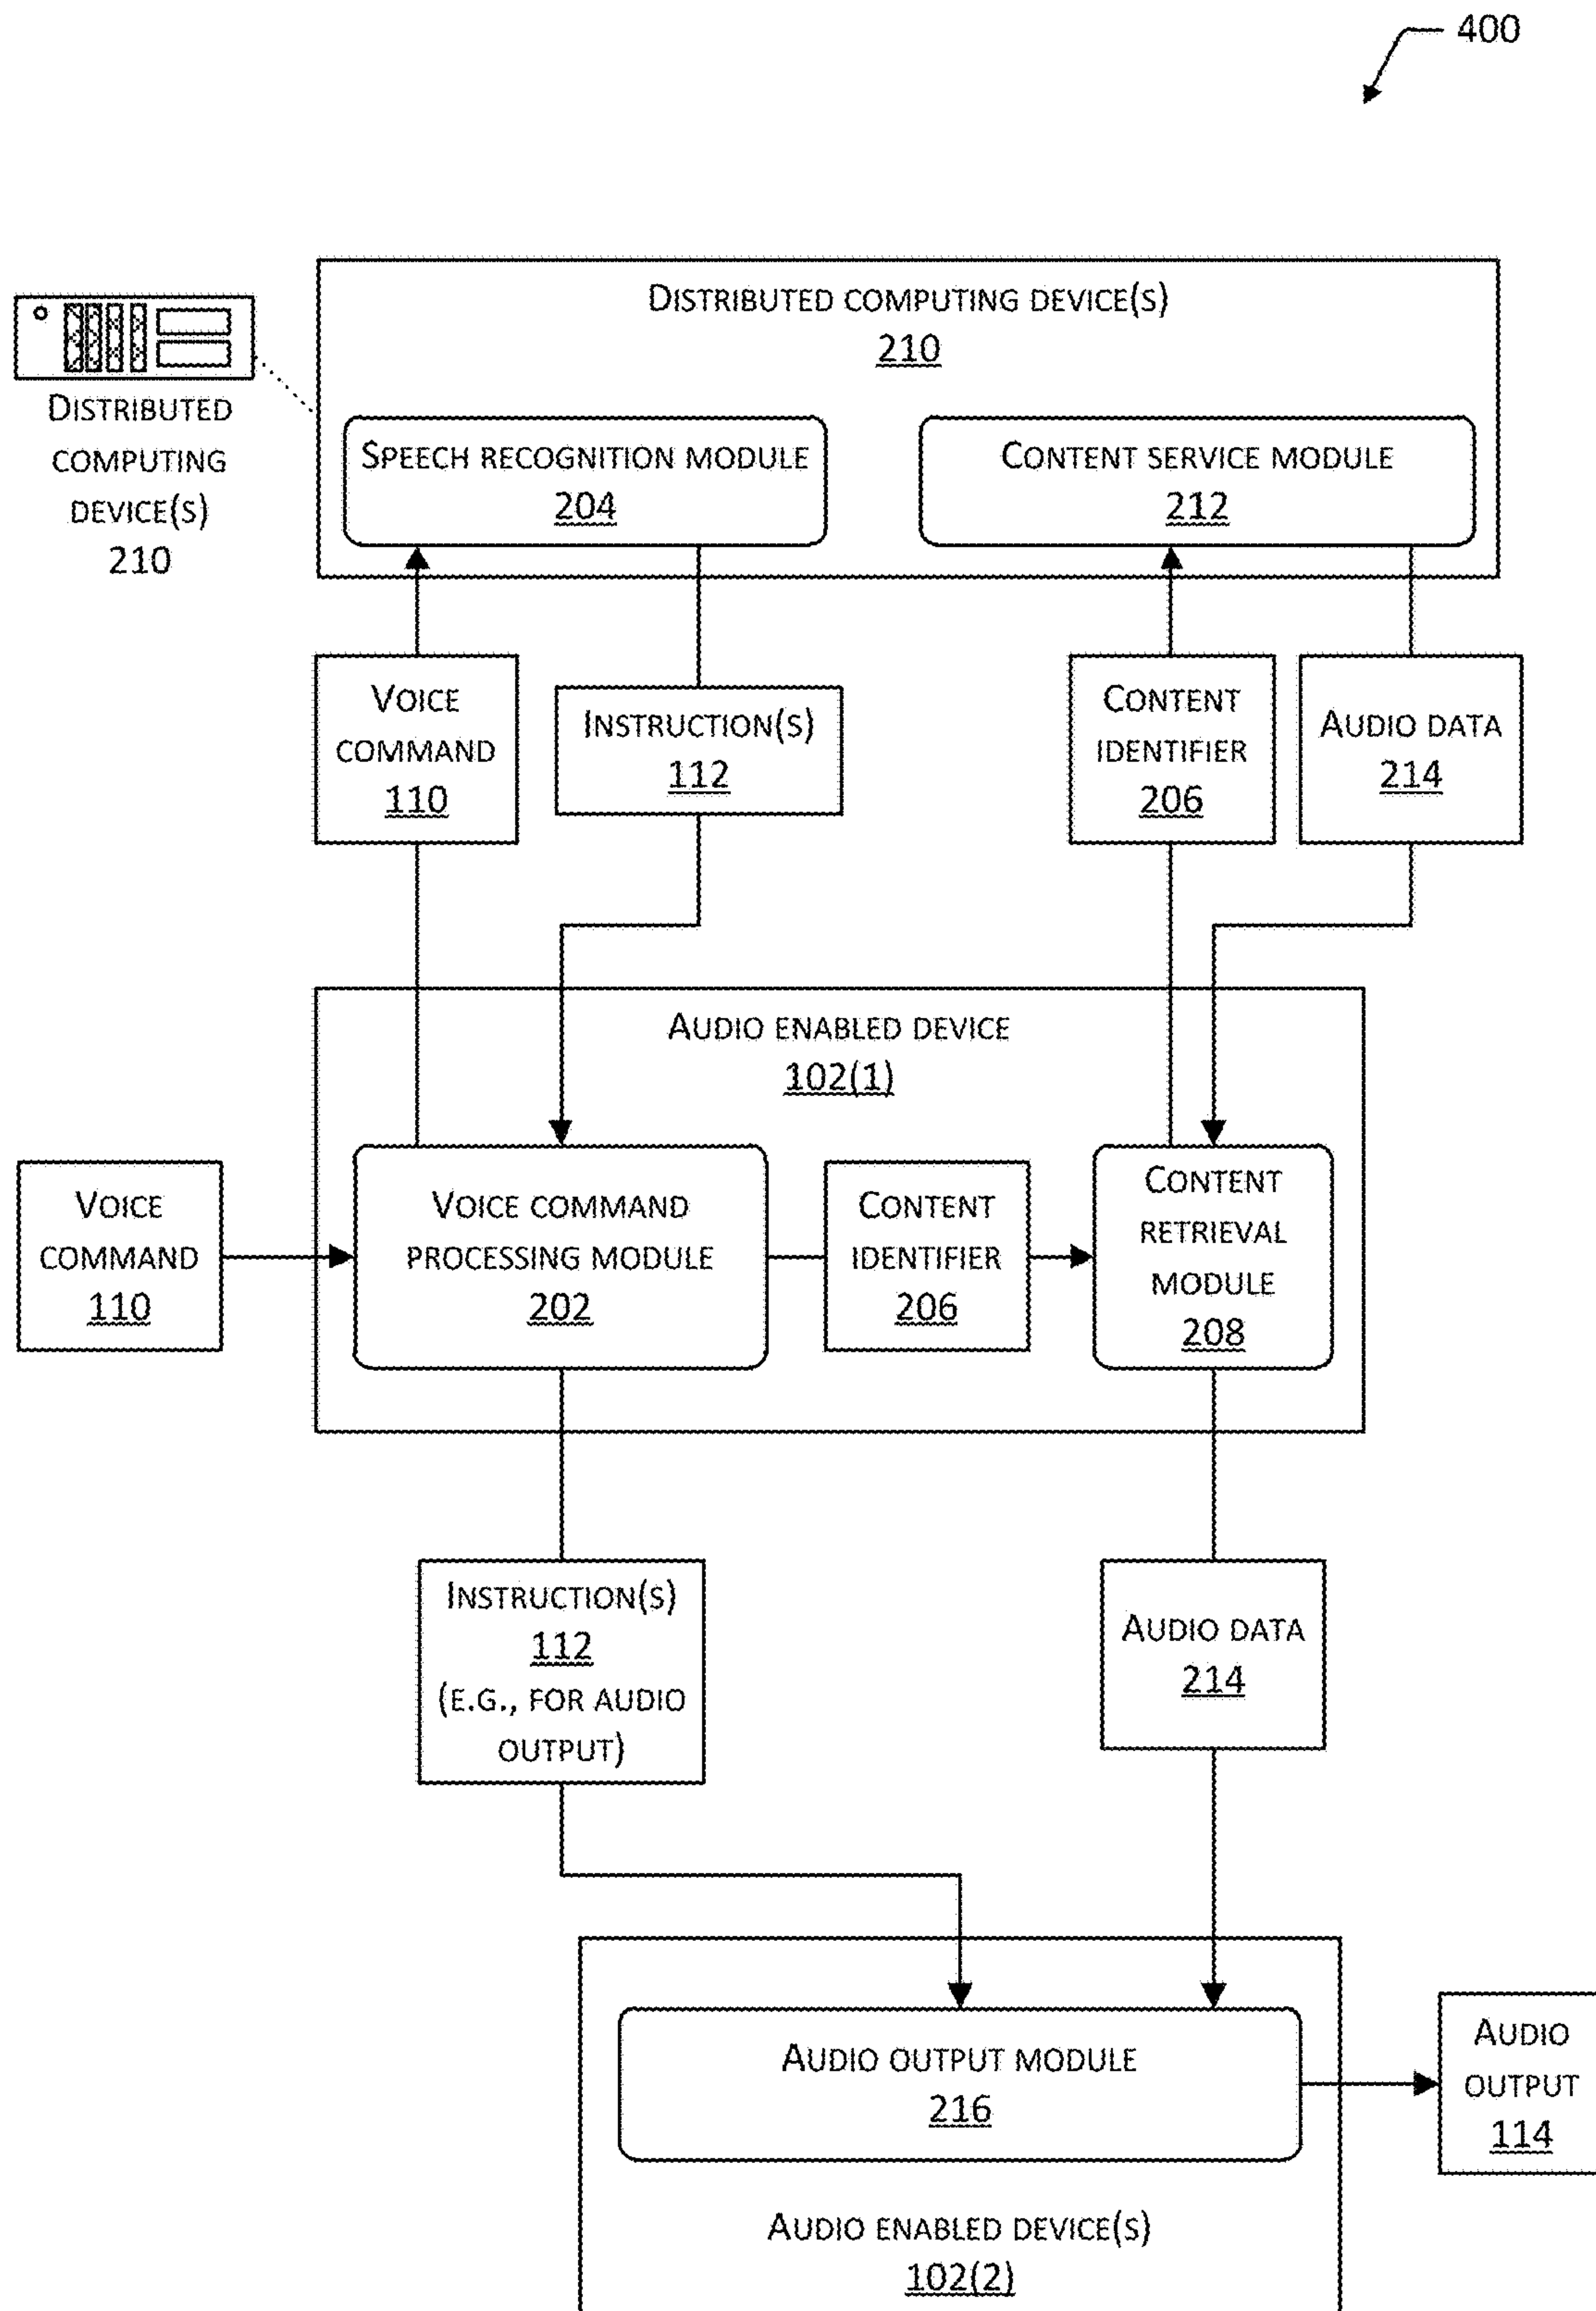 400
DISTRIBUTED COMPUTING DEVICE(S)
210
DISTRIBUTED
COMPUTING
DEVICE(S)
210
SPEECH RECOGNITION MODULE
204
CONTENT SERVICE MODULE
212
VOICE
COMMAND
110
INSTRUCTION(S)
112
CONTENT
IDENTIFIER
206
AUDIO DATA
214
AUDIO ENABLED DEVICE
102(1)
VOICE
COMMAND
110
VOICE COMMAND
PROCESSING MODULE
202
CONTENT
IDENTIFIER
206
CONTENT
RETRIEVAL
MODULE
208
INSTRUCTION(S)
112
(E.G., FOR AUDIO
OUTPUT)
AUDIO DATA
214
AUDIO OUTPUT MODULE
216
AUDIO
OUTPUT
114
AUDIO ENABLED DEVICE(S)
102(2)